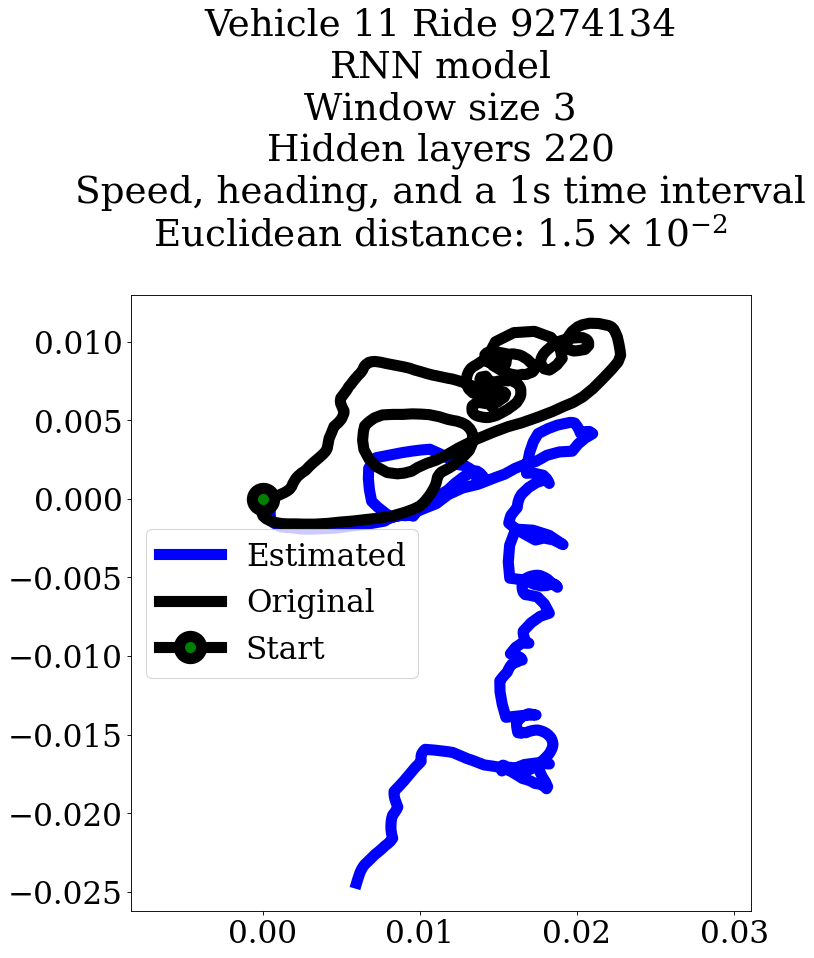 Vehicle 11 Ride 9274134
RNN model
Window size 3
Hidden layers 220
Speed, heading, and a 1s time interval
Euclidean distance: 1.5 × 10⁻²
0.010
0.005
0.000
−0.005
−0.010
−0.015
−0.020
−0.025
Estimated
Original
Start
0.00 0.01 0.02 0.03